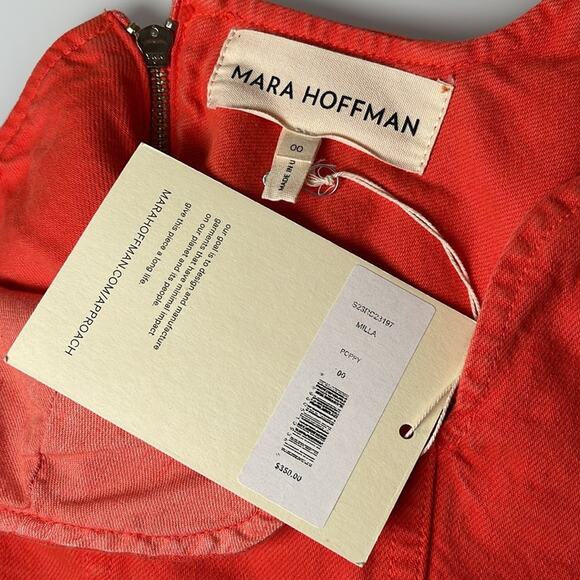 MARA HOFFMAN
00
MADE IN U
our goal is to design and manufacture
garments that have minimal impact
on our planet and its people.
give this piece a long life
MARAHOFFMAN.COM/APPROACH
MILLA
POPPY
00
$350.00